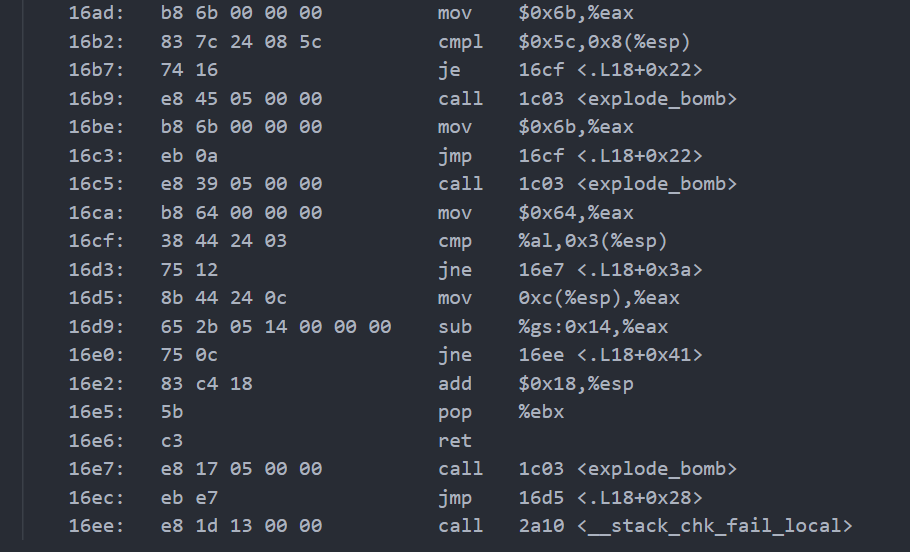 16ad: b8 6b 00 00 00 mov $0x6b,%eax
16b2: 83 7c 24 08 5c cmpl $0x5c,0x8(%esp)
16b7: 74 16 je 16cf <.L18+0x22>
16b9: e8 45 05 00 00 call 1c03 <explode_bomb>
16be: b8 6b 00 00 00 mov $0x6b,%eax
16c3: eb 0a jmp 16cf <.L18+0x22>
16c5: e8 39 05 00 00 call 1c03 <explode_bomb>
16ca: b8 64 00 00 00 mov $0x64,%eax
16cf: 38 44 24 03 cmp %al,0x3(%esp)
16d3: 75 12 jne 16e7 <.L18+0x3a>
16d5: 8b 44 24 0c mov 0xc(%esp),%eax
16d9: 65 2b 05 14 00 00 00 sub %gs:0x14,%eax
16e0: 75 0c jne 16ee <.L18+0x41>
16e2: 83 c4 18 add $0x18,%esp
16e5: 5b pop %ebx
16e6: c3 ret
16e7: e8 17 05 00 00 call 1c03 <explode_bomb>
16ec: eb e7 jmp 16d5 <.L18+0x28>
16ee: e8 1d 13 00 00 call 2a10 <__stack_chk_fail_local>